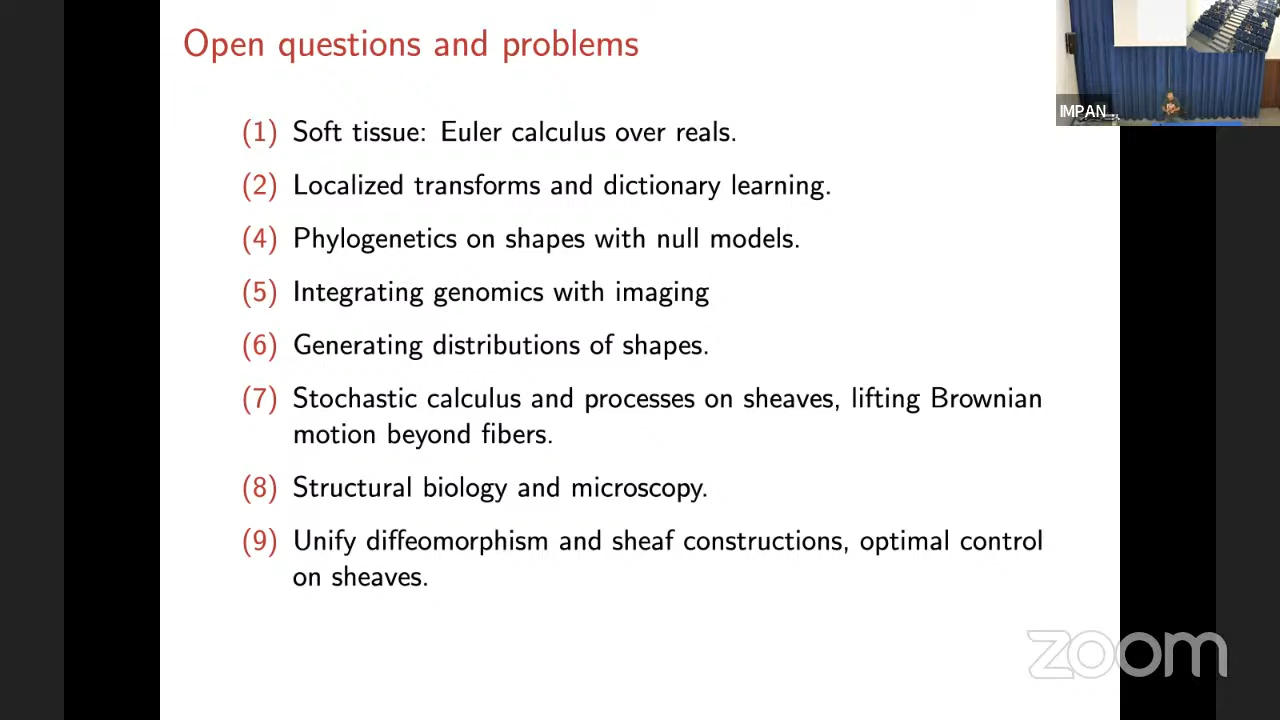 Open questions and problems
IMPAN ...
(1) Soft tissue: Euler calculus over reals.
(2) Localized transforms and dictionary learning.
(4) Phylogenetics on shapes with null models.
(5) Integrating genomics with imaging
(6) Generating distributions of shapes.
(7) Stochastic calculus and processes on sheaves, lifting Brownian
motion beyond fibers.
(8) Structural biology and microscopy.
(9) Unify diffeomorphism and sheaf constructions, optimal control
on sheaves.
zoom